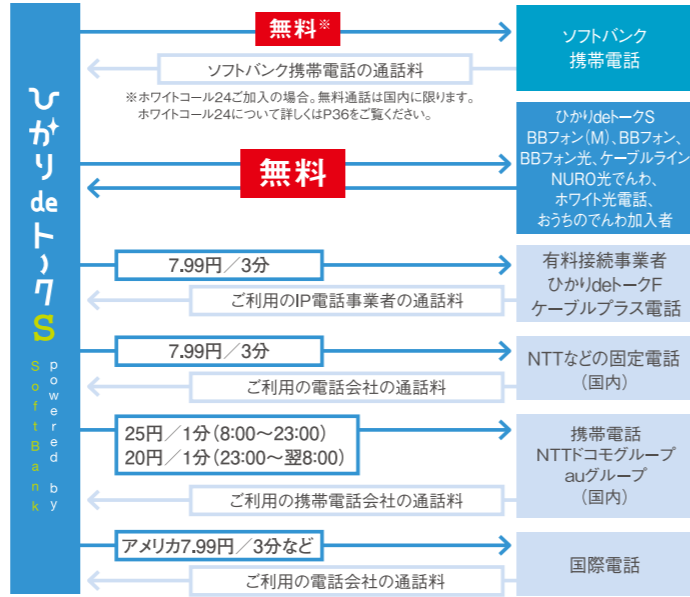 ひかりdeトークS
powered by
SoftBank
無料※
ソフトバンク
携帯電話
ソフトバンク携帯電話の通話料
※ホワイトコール24ご加入の場合。無料通話は国内に限ります。
ホワイトコール24について詳しくはP36をご覧ください。
無料
ひかりdeトークS
BBフォン(M)、BBフォン、
BBフォン光、ケーブルライン
NURO光でんわ、
ホワイト光電話、
おうちのでんわ加入者
7.99円／3分
ご利用のIP電話事業者の通話料
有料接続事業者
ひかりdeトークF
ケーブルプラス電話
7.99円／3分
ご利用の電話会社の通話料
NTTなどの固定電話
(国内)
25円／1分(8:00〜23:00)
20円／1分(23:00〜翌8:00)
ご利用の携帯電話会社の通話料
携帯電話
NTTドコモグループ
auグループ
(国内)
アメリカ7.99円／3分など
ご利用の電話会社の通話料
国際電話